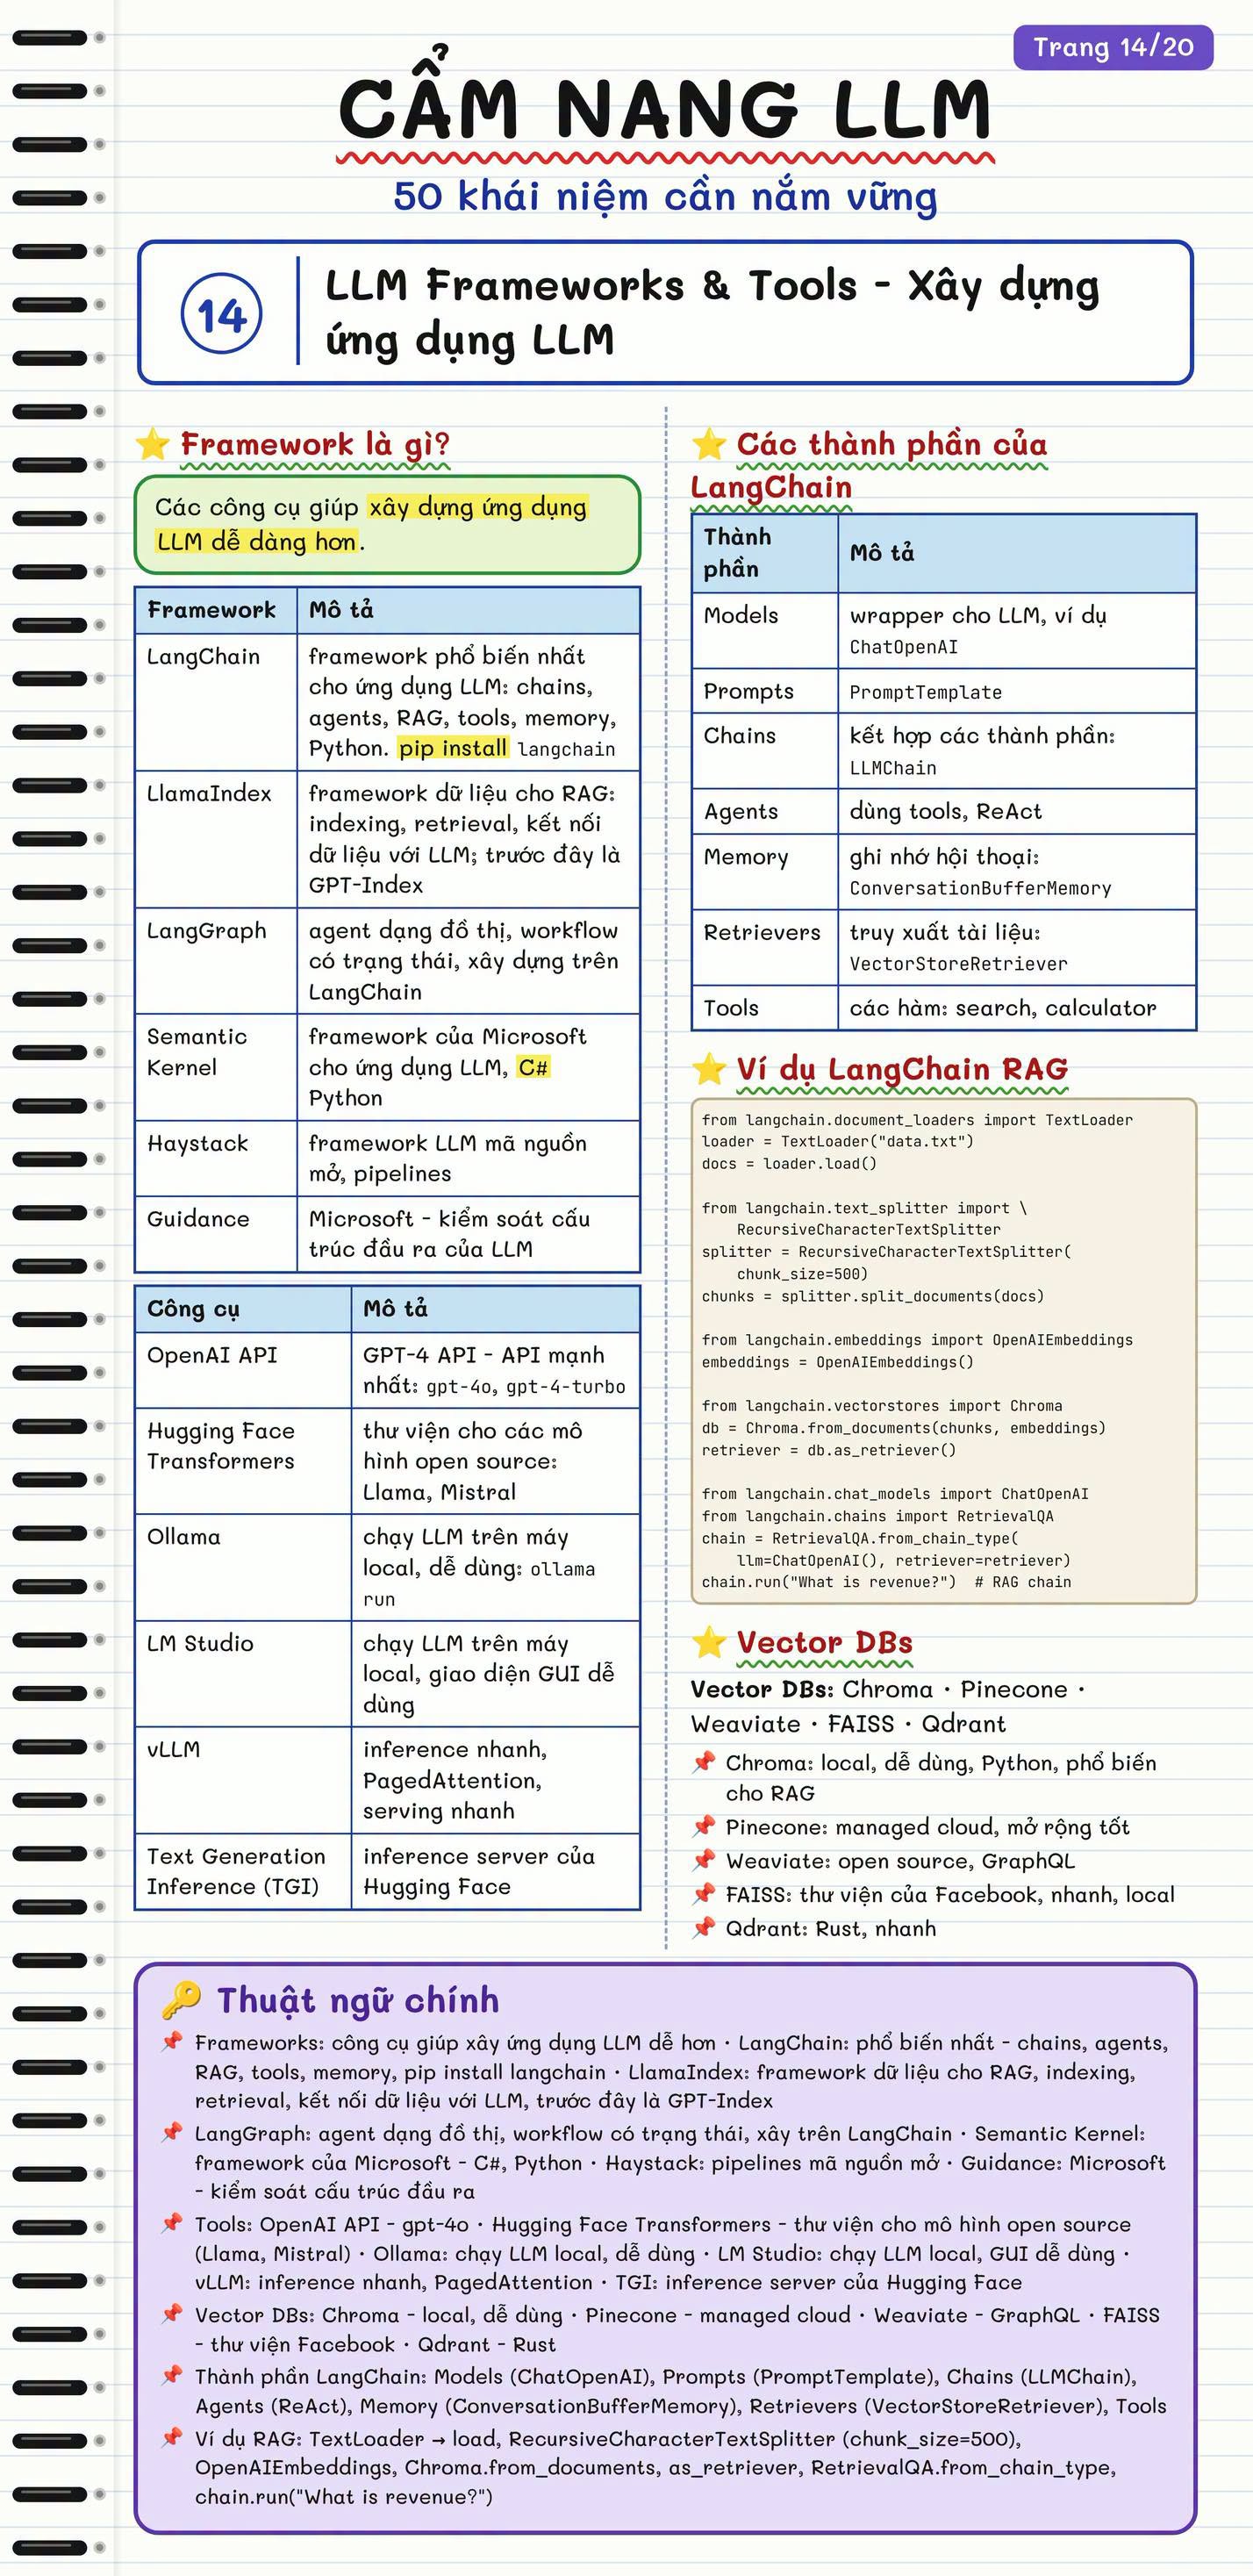 Trang 14/20
CẨM NANG LLM
50 khái niệm cần nắm vững
14
LLM Frameworks & Tools - Xây dựng
ứng dụng LLM
⭐ Framework là gì?
Các công cụ giúp xây dựng ứng dụng
LLM dễ dàng hơn.
Framework Mô tả
LangChain framework phổ biến nhất
cho ứng dụng LLM: chains,
agents, RAG, tools, memory,
Python. pip install langchain
LlamaIndex framework dữ liệu cho RAG:
indexing, retrieval, kết nối
dữ liệu với LLM; trước đây là
GPT-Index
LangGraph agent dạng đồ thị, workflow
có trạng thái, xây dựng trên
LangChain
Semantic framework của Microsoft
Kernel cho ứng dụng LLM, C#
Python
Haystack framework LLM mã nguồn
mở, pipelines
Guidance Microsoft - kiểm soát cấu
trúc đầu ra của LLM
Công cụ Mô tả
OpenAI API GPT-4 API - API mạnh
nhất: gpt-4o, gpt-4-turbo
Hugging Face thư viện cho các mô
Transformers hình open source:
Llama, Mistral
Ollama chạy LLM trên máy
local, dễ dùng: ollama
run
LM Studio chạy LLM trên máy
local, giao diện GUI dễ
dùng
vLLM inference nhanh,
PagedAttention,
serving nhanh
Text Generation inference server của
Inference (TGI) Hugging Face
⭐ Các thành phần của
LangChain
Thành
phần Mô tả
Models wrapper cho LLM, ví dụ
ChatOpenAI
Prompts PromptTemplate
Chains kết hợp các thành phần:
LLMChain
Agents dùng tools, ReAct
Memory ghi nhớ hội thoại:
ConversationBufferMemory
Retrievers truy xuất tài liệu:
VectorStoreRetriever
Tools các hàm: search, calculator
⭐ Ví dụ LangChain RAG
from langchain.document_loaders import TextLoader
loader = TextLoader("data.txt")
docs = loader.load()
from langchain.text_splitter import \
RecursiveCharacterTextSplitter
splitter = RecursiveCharacterTextSplitter(
chunk_size=500)
chunks = splitter.split_documents(docs)
from langchain.embeddings import OpenAIEmbeddings
embeddings = OpenAIEmbeddings()
from langchain.vectorstores import Chroma
db = Chroma.from_documents(chunks, embeddings)
retriever = db.as_retriever()
from langchain.chat_models import ChatOpenAI
from langchain.chains import RetrievalQA
chain = RetrievalQA.from_chain_type(
llm=ChatOpenAI(), retriever=retriever)
chain.run("What is revenue?") # RAG chain
⭐ Vector DBs
Vector DBs: Chroma · Pinecone ·
Weaviate · FAISS · Qdrant
📌 Chroma: local, dễ dùng, Python, phổ biến
cho RAG
📌 Pinecone: managed cloud, mở rộng tốt
📌 Weaviate: open source, GraphQL
📌 FAISS: thư viện của Facebook, nhanh, local
📌 Qdrant: Rust, nhanh
🔑 Thuật ngữ chính
📌 Frameworks: công cụ giúp xây ứng dụng LLM dễ hơn · LangChain: phổ biến nhất - chains, agents,
RAG, tools, memory, pip install langchain · LlamaIndex: framework dữ liệu cho RAG, indexing,
retrieval, kết nối dữ liệu với LLM, trước đây là GPT-Index
📌 LangGraph: agent dạng đồ thị, workflow có trạng thái, xây trên LangChain · Semantic Kernel:
framework của Microsoft - C#, Python · Haystack: pipelines mã nguồn mở · Guidance: Microsoft
- kiểm soát cấu trúc đầu ra
📌 Tools: OpenAI API - gpt-4o · Hugging Face Transformers - thư viện cho mô hình open source
(Llama, Mistral) · Ollama: chạy LLM local, dễ dùng · LM Studio: chạy LLM local, GUI dễ dùng ·
vLLM: inference nhanh, PagedAttention · TGI: inference server của Hugging Face
📌 Vector DBs: Chroma - local, dễ dùng · Pinecone - managed cloud · Weaviate - GraphQL · FAISS
- thư viện Facebook · Qdrant - Rust
📌 Thành phần LangChain: Models (ChatOpenAI), Prompts (PromptTemplate), Chains (LLMChain),
Agents (ReAct), Memory (ConversationBufferMemory), Retrievers (VectorStoreRetriever), Tools
📌 Ví dụ RAG: TextLoader → load, RecursiveCharacterTextSplitter (chunk_size=500),
OpenAIEmbeddings, Chroma.from_documents, as_retriever, RetrievalQA.from_chain_type,
chain.run("What is revenue?")